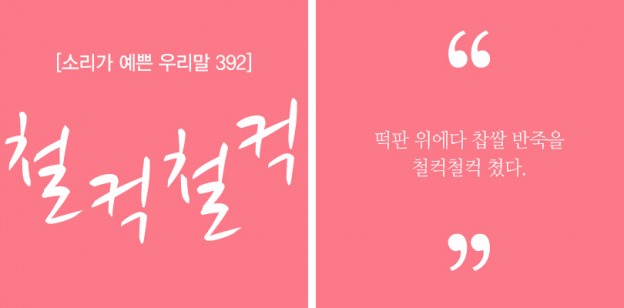 [소리가 예쁜 우리말 392]
철컥철컥
“
떡판 위에다 찹쌀 반죽을
철컥철컥 쳤다.
”